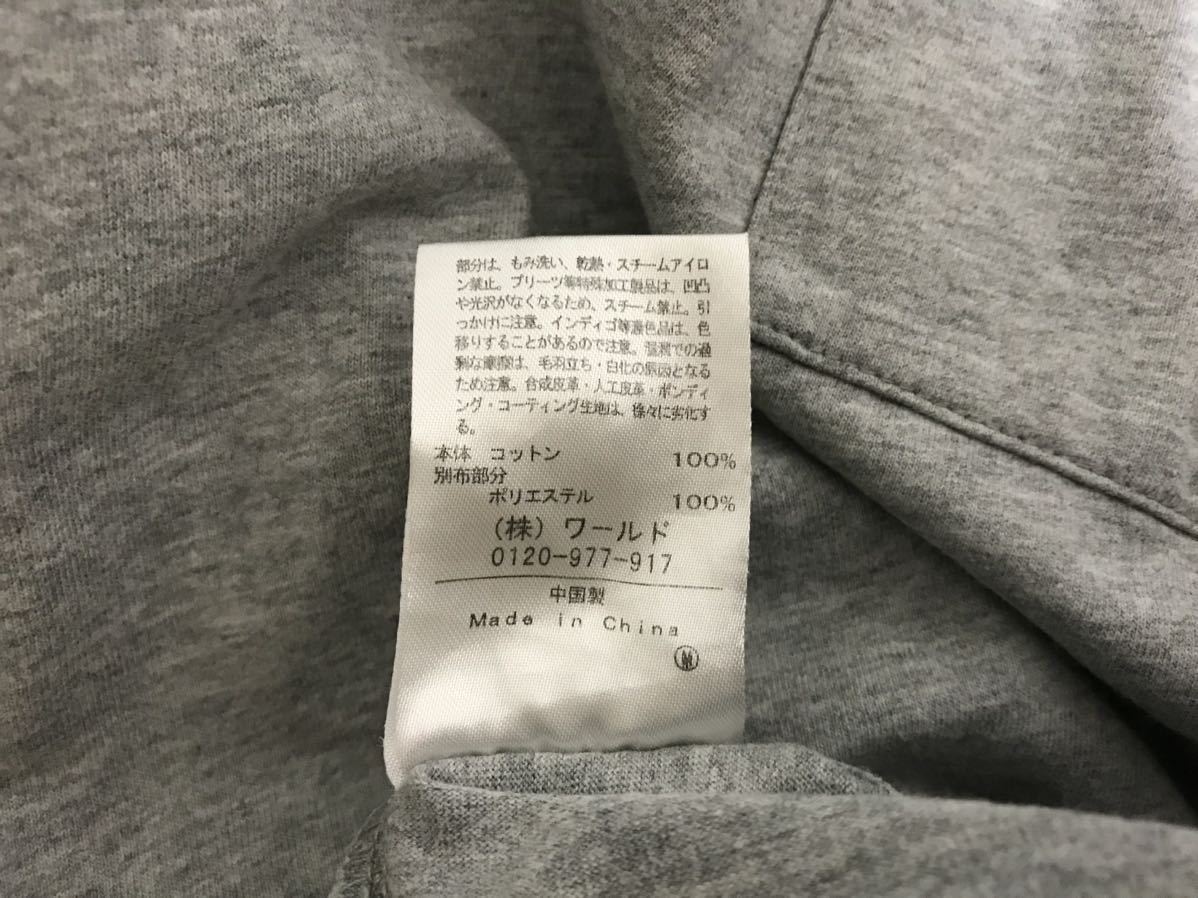 部分は、もみ洗い、乾熱・スチームアイロ
ン禁止。プリーツ等特殊加工製品は、凹凸
や光沢がなくなるため、スチーム禁止。引
っかけに注意。インディゴ等濃色品は、色
移りすることがあるので注意。湿潤での過
剰な摩擦は、毛羽立ち・白化の原因となる
ため注意。合成皮革・人工皮革・ボンディ
ング・コーティング生地は、徐々に劣化す
る。
本体 コットン 100%
別布部分
ポリエステル 100%
(株) ワールド
0120-977-917
中国製
Made in China